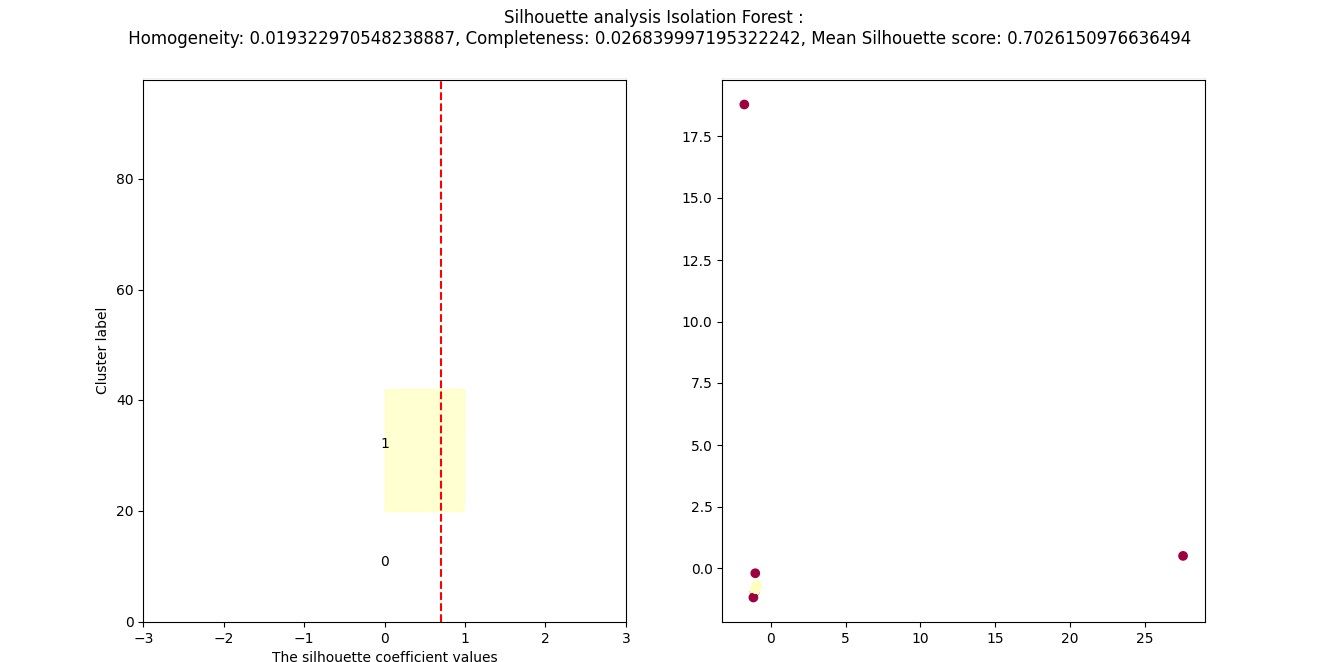 Silhouette analysis Isolation Forest :
Homogeneity: 0.019322970548238887, Completeness: 0.026839997195322242, Mean Silhouette score: 0.7026150976636494
80
60
40
20
0
Cluster label
1
0
−3 −2 −1 0 1 2 3
The silhouette coefficient values
17.5
15.0
12.5
10.0
7.5
5.0
2.5
0.0
0 5 10 15 20 25